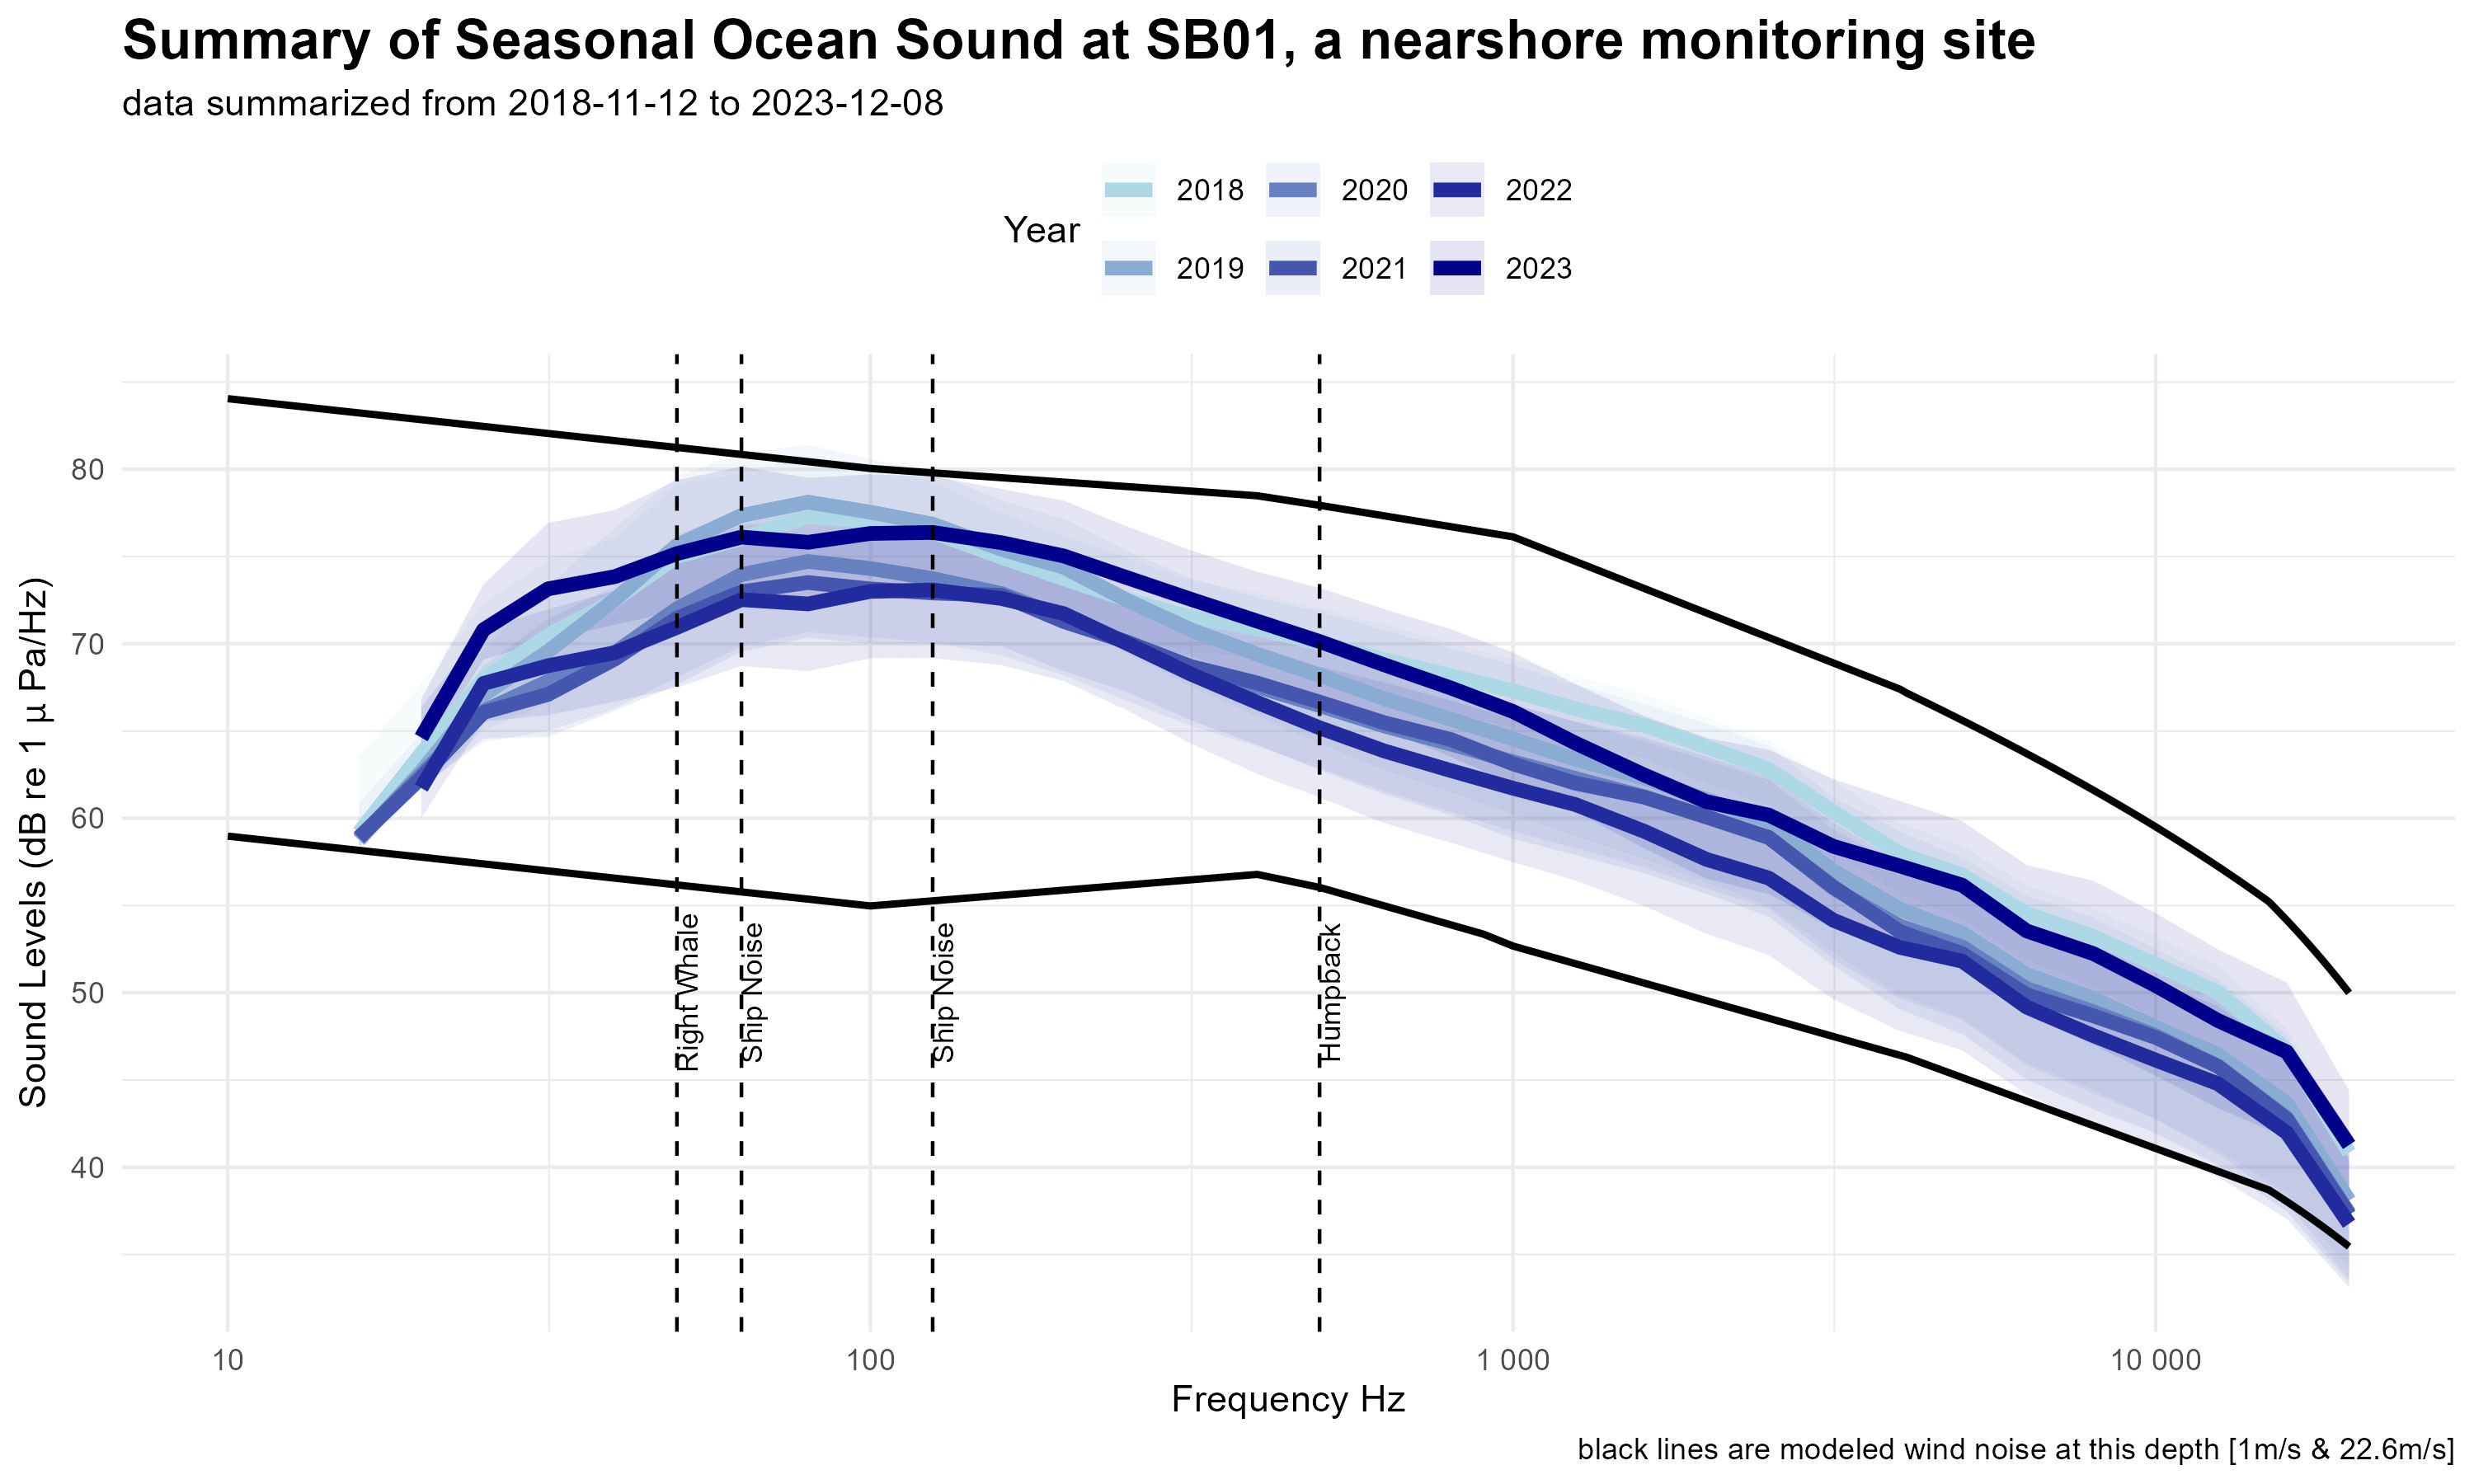 Summary of Seasonal Ocean Sound at SB01, a nearshore monitoring site
data summarized from 2018-11-12 to 2023-12-08
Year
2018
2020
2022
2019
2021
2023
Sound Levels (dB re 1 µ Pa/Hz)
80
70
60
50
40
Right Whale
Ship Noise
Ship Noise
Humpback
10
100
1 000
10 000
Frequency Hz
black lines are modeled wind noise at this depth [1m/s & 22.6m/s]